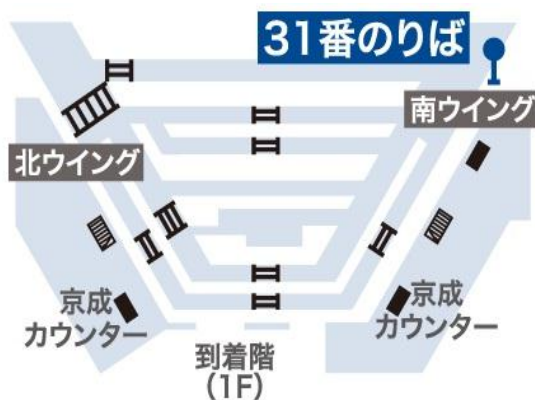 31番のりば
南ウイング
北ウイング
京成
カウンター
京成
カウンター
到着階
(1F)